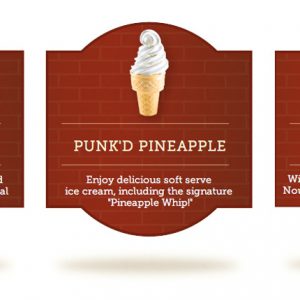 PUNK'D PINEAPPLE
Enjoy delicious soft serve
ice cream, including the signature
"Pineapple Whip!"
al
Wi
Nou